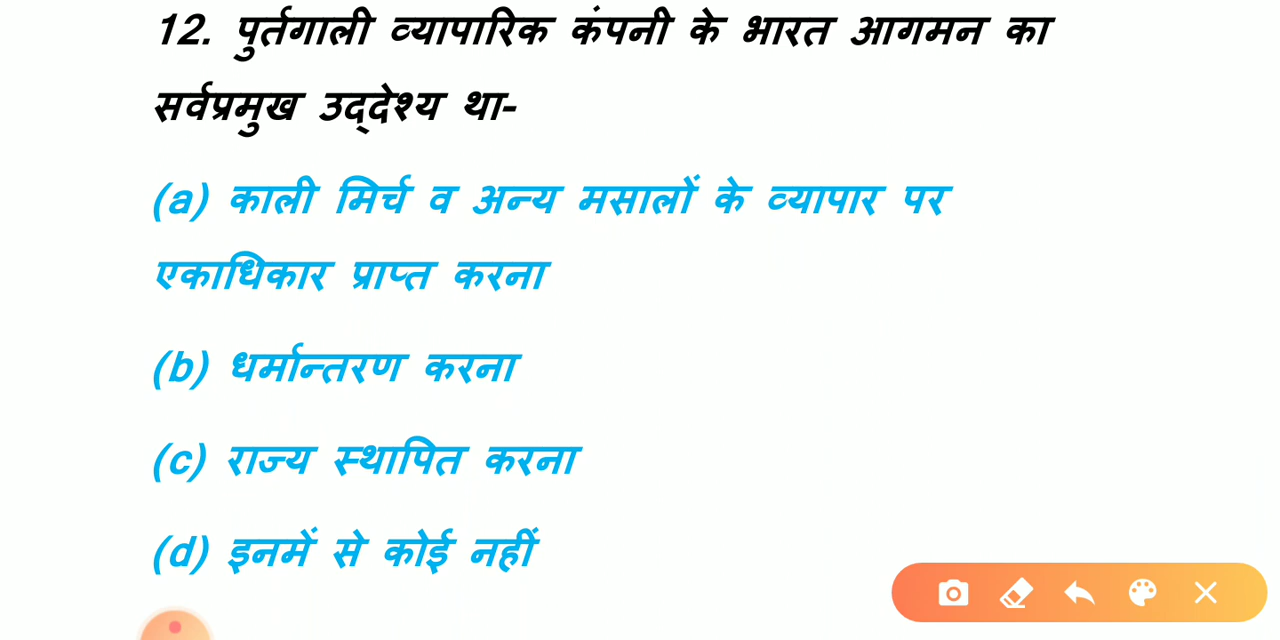 12. पुर्तगाली व्यापारिक कंपनी के भारत आगमन का
सर्वप्रमुख उद्देश्य था-
(a) काली मिर्च व अन्य मसालों के व्यापार पर
एकाधिकार प्राप्त करना
(b) धर्मान्तरण करना
(c) राज्य स्थापित करना
(d) इनमें से कोई नहीं